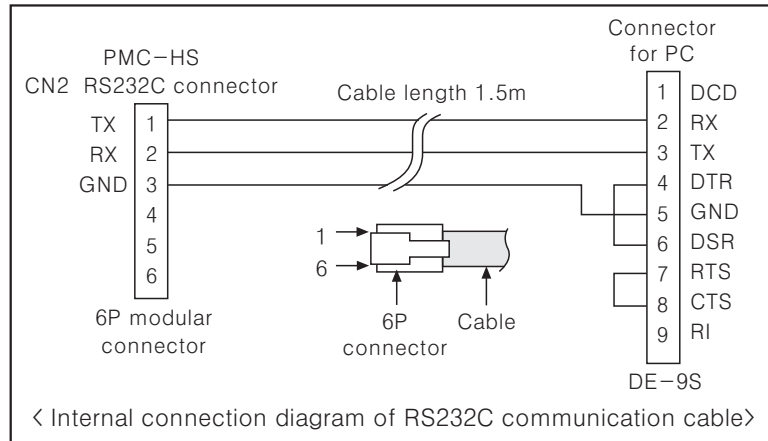 PMC-HS
CN2 RS232C connector
Connector
for PC
Cable length 1.5m
TX 1
RX 2
GND 3
4
5
6
6P modular
connector
1
6
6P
connector
Cable
1 DCD
2 RX
3 TX
4 DTR
5 GND
6 DSR
7 RTS
8 CTS
9 RI
DE-9S
< Internal connection diagram of RS232C communication cable>